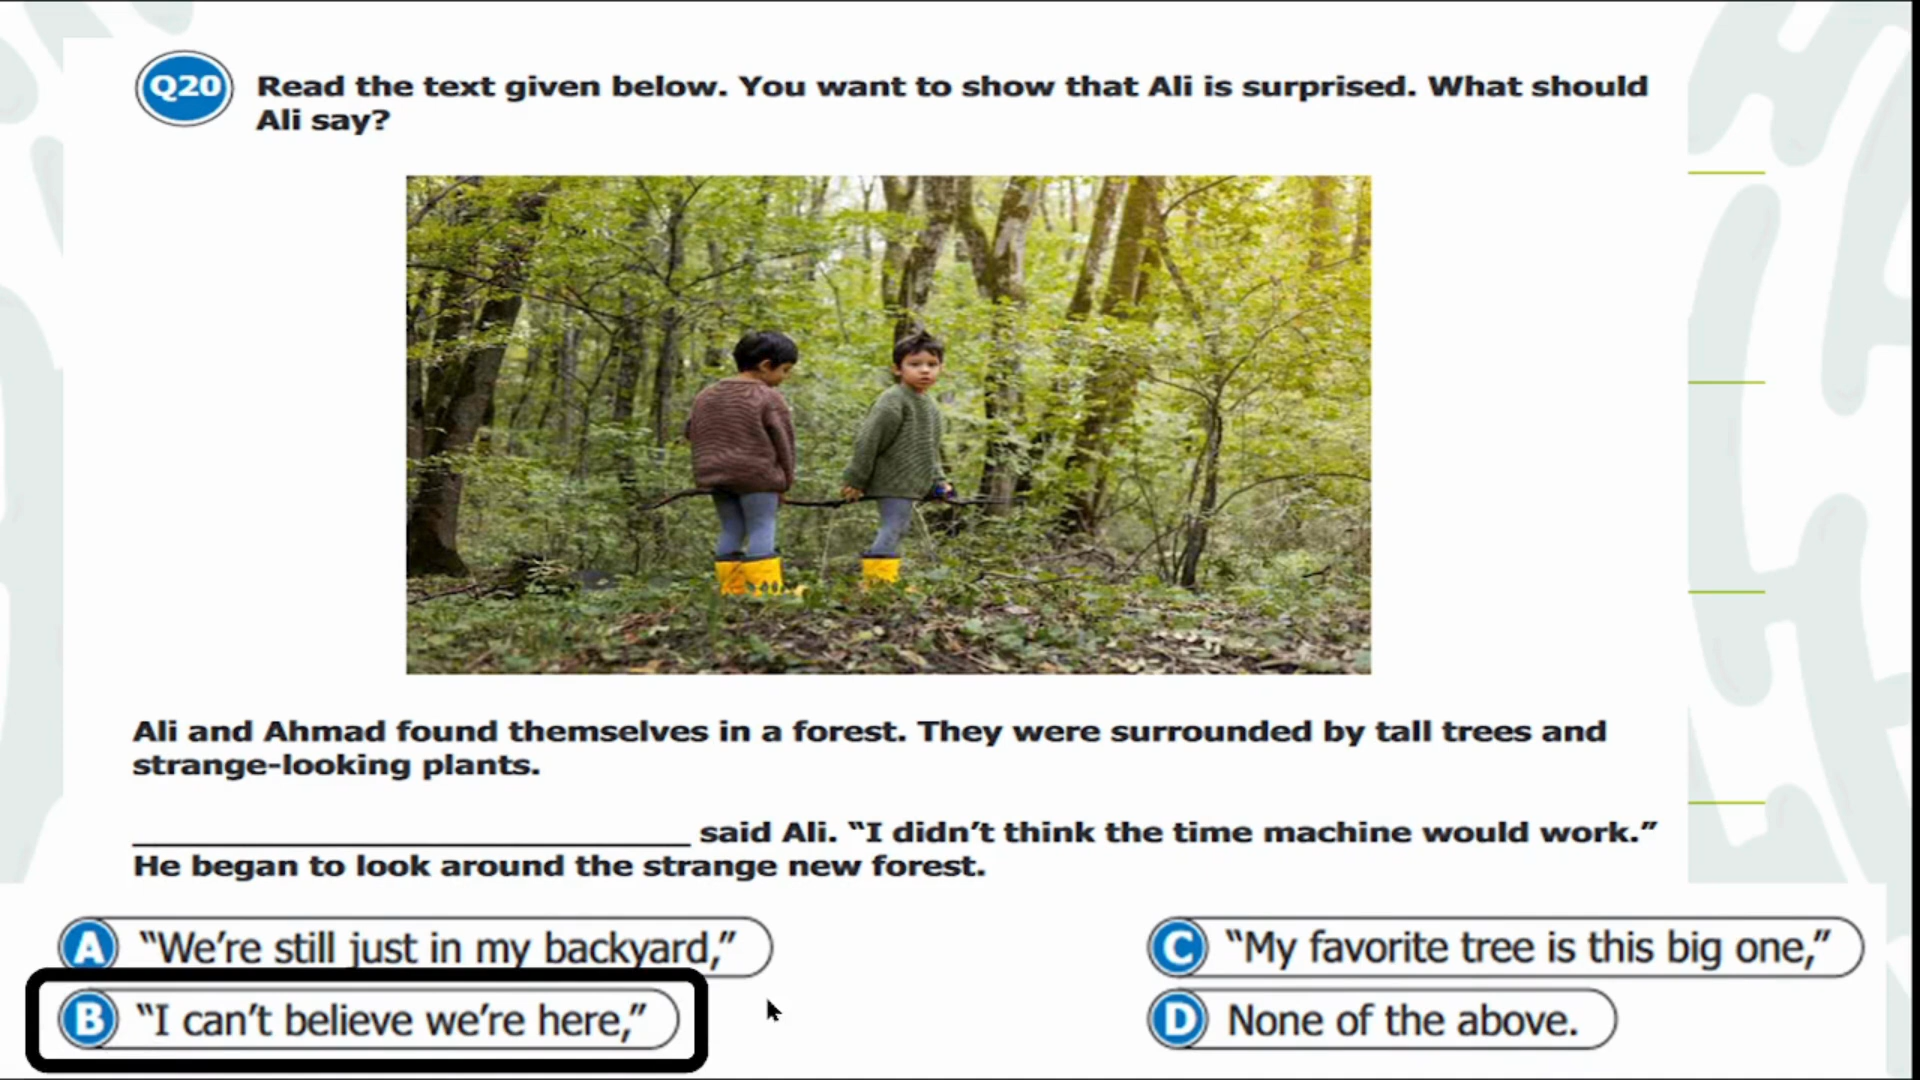 Q20
Read the text given below. You want to show that Ali is surprised. What should
Ali say?
Ali and Ahmad found themselves in a forest. They were surrounded by tall trees and
strange-looking plants.
______________________________ said Ali. “I didn’t think the time machine would work.”
He began to look around the strange new forest.
A “We’re still just in my backyard,”
B “I can’t believe we’re here,”
C “My favorite tree is this big one,”
D None of the above.